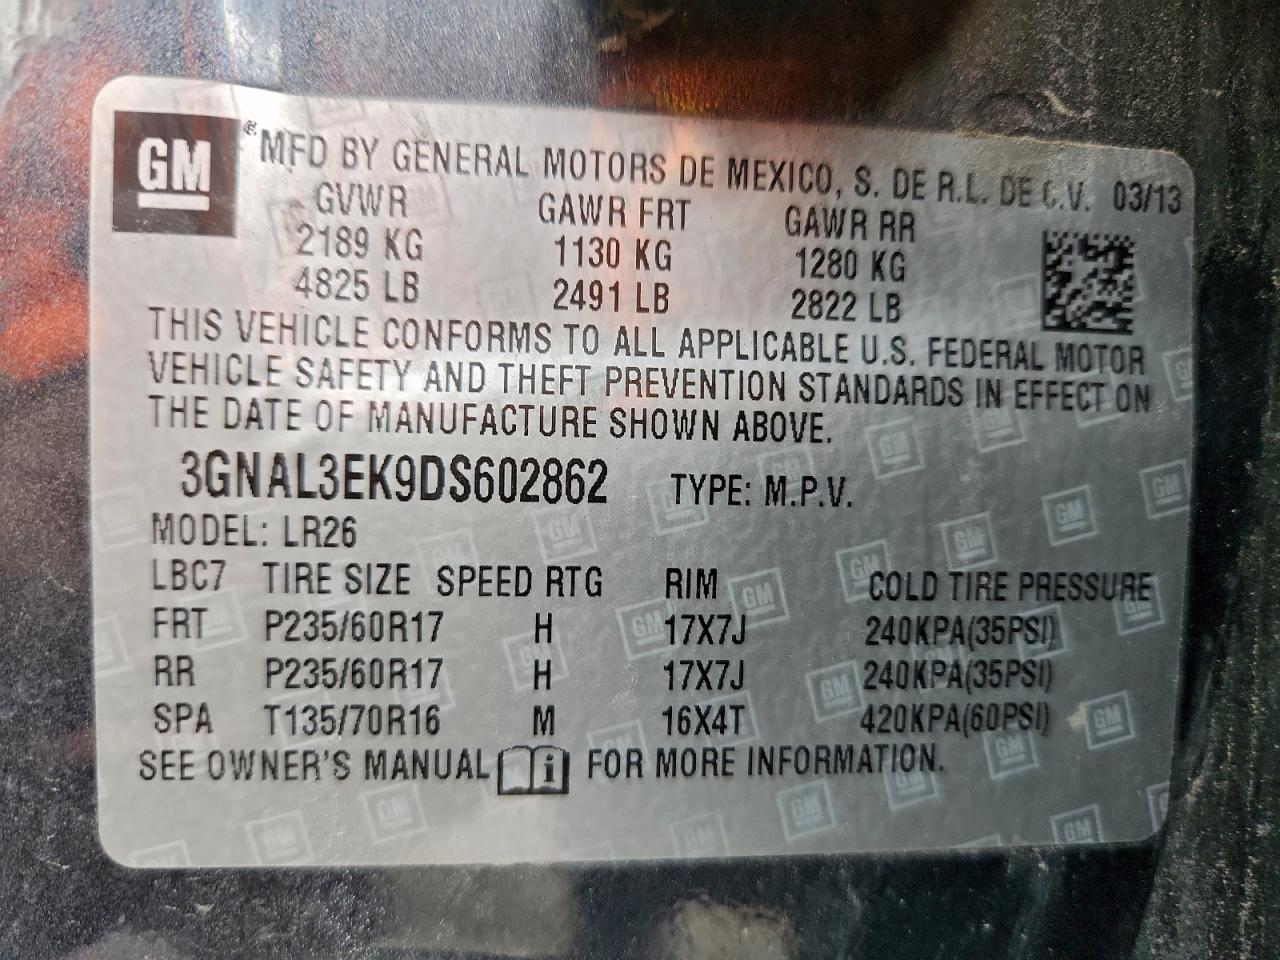 GM ® MFD BY GENERAL MOTORS DE MEXICO, S. DE R.L. DE C.V. 03/13
GVWR GAWR FRT GAWR RR
2189 KG 1130 KG 1280 KG
4825 LB 2491 LB 2822 LB
THIS VEHICLE CONFORMS TO ALL APPLICABLE U.S. FEDERAL MOTOR
VEHICLE SAFETY AND THEFT PREVENTION STANDARDS IN EFFECT ON
THE DATE OF MANUFACTURE SHOWN ABOVE.
3GNAL3EK9DS602862 TYPE: M.P.V.
MODEL: LR26
LBC7 TIRE SIZE SPEED RTG RIM COLD TIRE PRESSURE
FRT P235/60R17 H 17X7J 240KPA(35PSI)
RR P235/60R17 H 17X7J 240KPA(35PSI)
SPA T135/70R16 M 16X4T 420KPA(60PSI)
SEE OWNER'S MANUAL i FOR MORE INFORMATION.